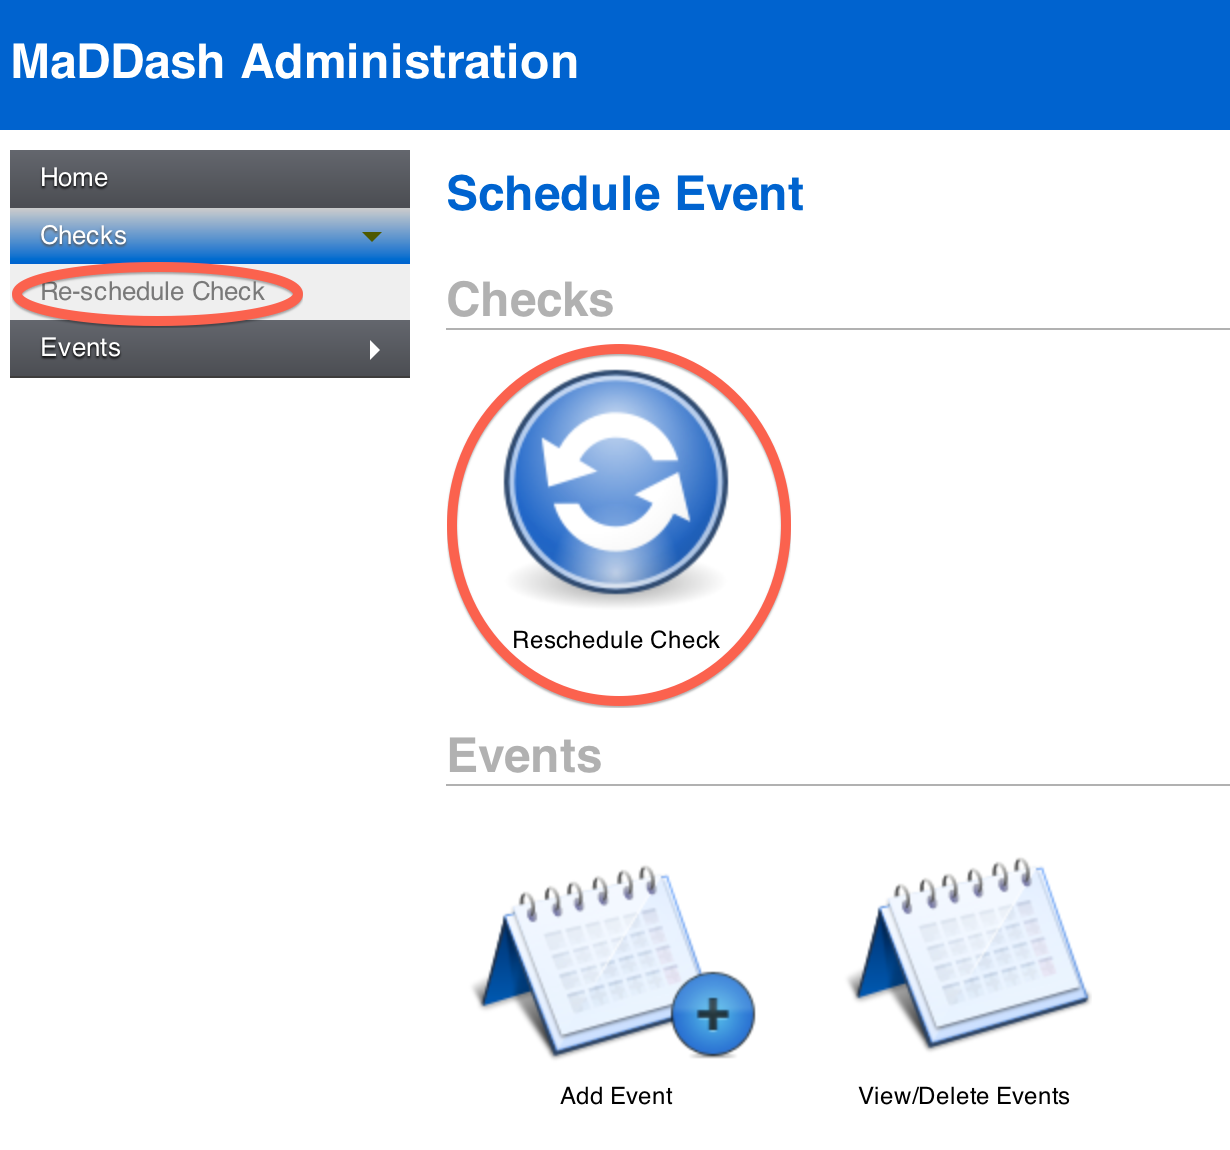 MaDDash Administration
Home
Checks
Re-schedule Check
Events
Schedule Event
Checks
Reschedule Check
Events
Add Event
View/Delete Events